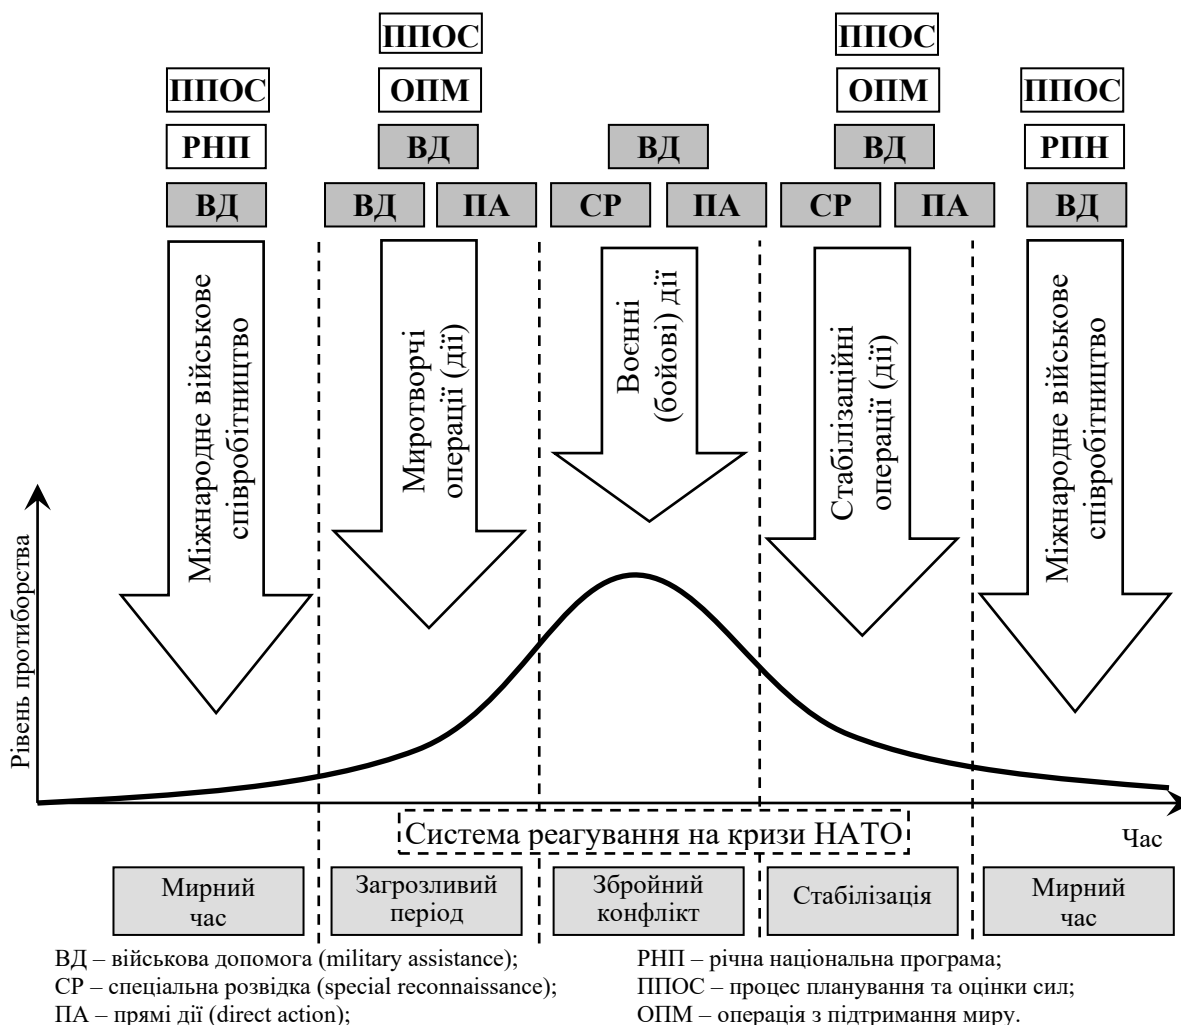 ППОС ППОС
ППОС ОПМ ОПМ ППОС
РНП ВД ВД ВД РПН
ВД ВД ПА СР ПА СР ПА ВД
Міжнародне військове
співробітництво
Миротворчі
операції (дії)
Воєнні
(бойові) дії
Стабілізаційні
операції (дії)
Міжнародне військове
співробітництво
Рівень протиборства
Система реагування на кризи НАТО
Час
Мирний
час
Загрозливий
період
Збройний
конфлікт
Стабілізація
Мирний
час
ВД – військова допомога (military assistance);
СР – спеціальна розвідка (special reconnaissance);
ПА – прямі дії (direct action);
РНП – річна національна програма;
ППОС – процес планування та оцінки сил;
ОПМ – операція з підтримання миру.